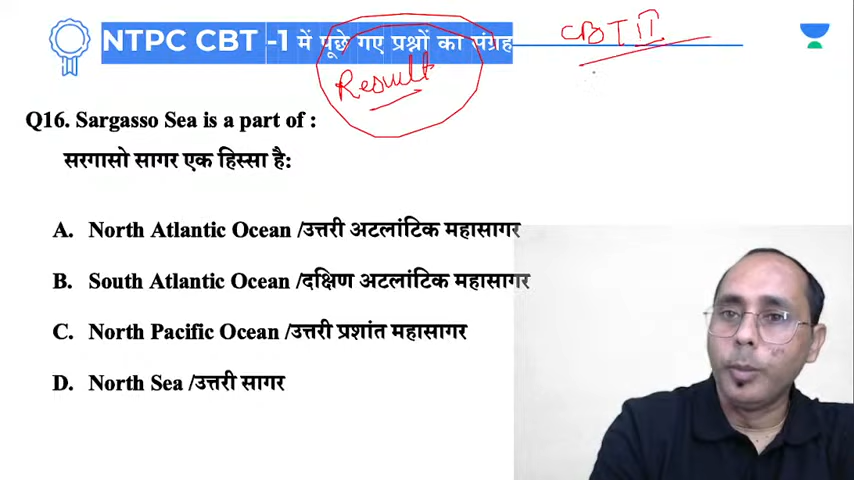 NTPC CBT -1 में पूछे गए प्रश्नों का संग्रह
CBT II
Result
Q16. Sargasso Sea is a part of :
सरगासो सागर एक हिस्सा है:
A. North Atlantic Ocean /उत्तरी अटलांटिक महासागर
B. South Atlantic Ocean /दक्षिण अटलांटिक महासागर
C. North Pacific Ocean /उत्तरी प्रशांत महासागर
D. North Sea /उत्तरी सागर